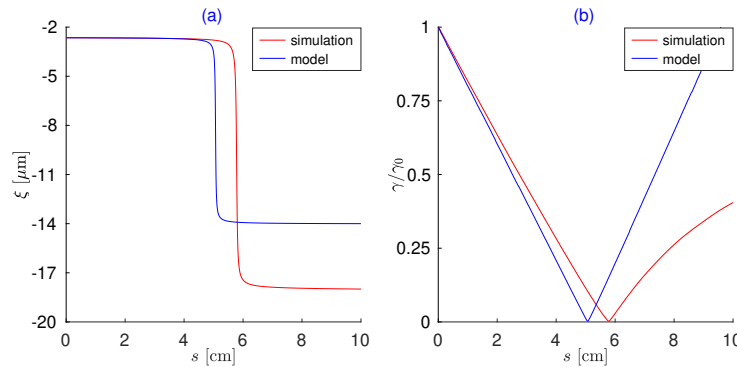 (a)
-2
-5
-8
-11
-14
-17
-20
ξ [μm]
0 2 4 6 8 10
s [cm]
simulation
model
(b)
1
0.75
0.5
0.25
0
γ/γ₀
0 2 4 6 8 10
s [cm]
simulation
model